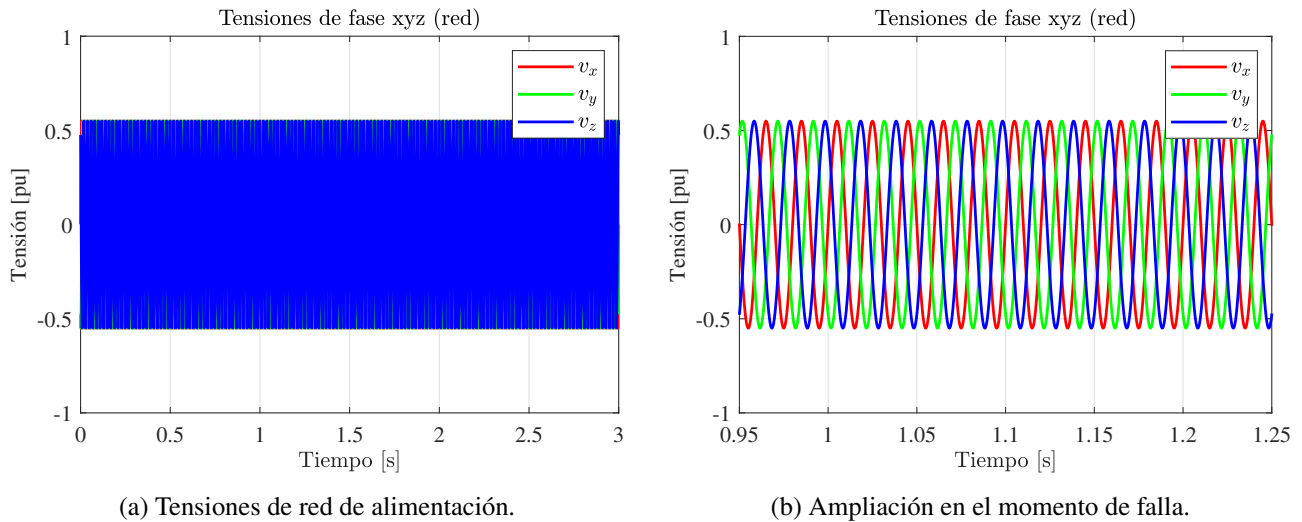 Tensiones de fase xyz (red)
1
0.5
0
-0.5
-1
Tensión [pu]
v_x
v_y
v_z
0 0.5 1 1.5 2 2.5 3
Tiempo [s]
(a) Tensiones de red de alimentación.
Tensiones de fase xyz (red)
1
0.5
0
-0.5
-1
Tensión [pu]
v_x
v_y
v_z
0.95 1 1.05 1.1 1.15 1.2 1.25
Tiempo [s]
(b) Ampliación en el momento de falla.